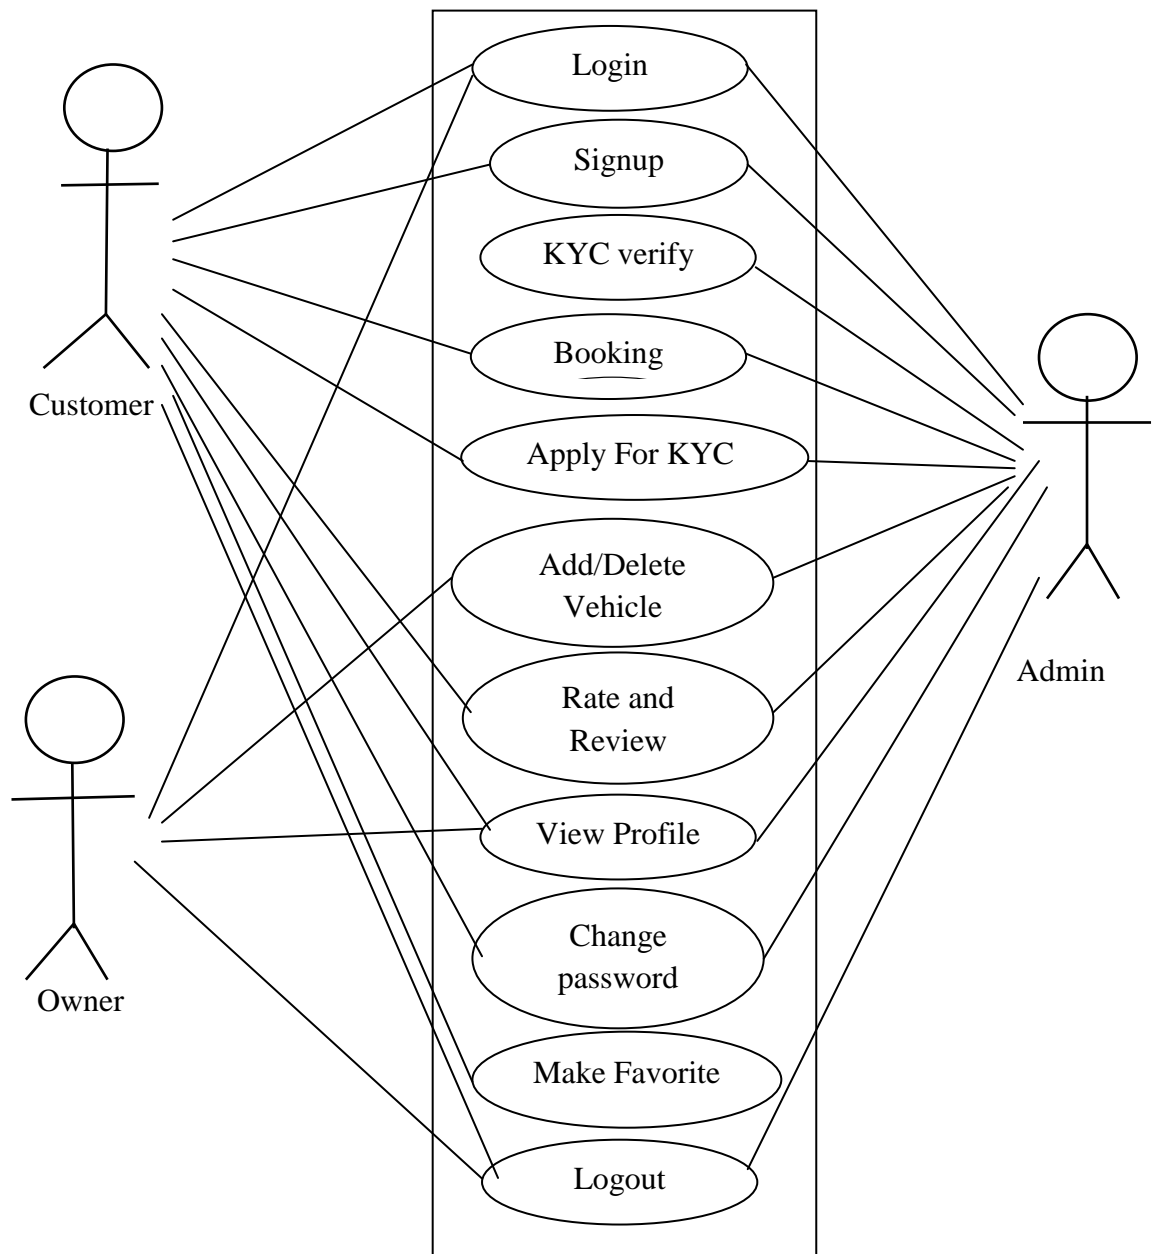 Login
Signup
KYC verify
Booking
Customer
Apply For KYC
Add/Delete
Vehicle
Admin
Rate and
Review
View Profile
Change
password
Owner
Make Favorite
Logout